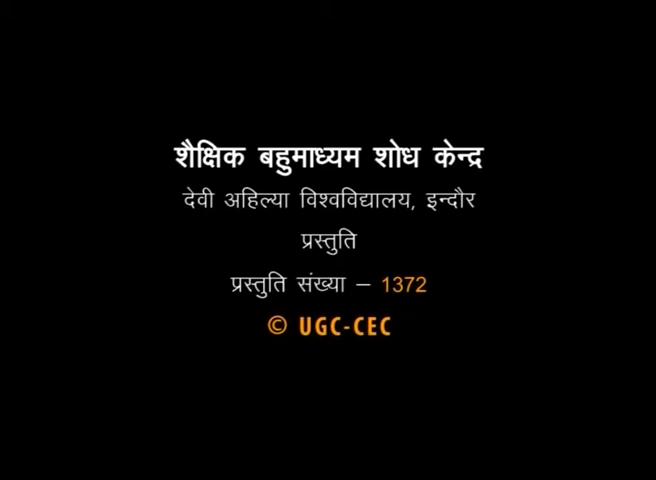 शैक्षिक बहुमाध्यम शोध केन्द्र
देवी अहिल्या विश्वविद्यालय, इन्दौर
प्रस्तुति
प्रस्तुति संख्या – 1372
© UGC-CEC